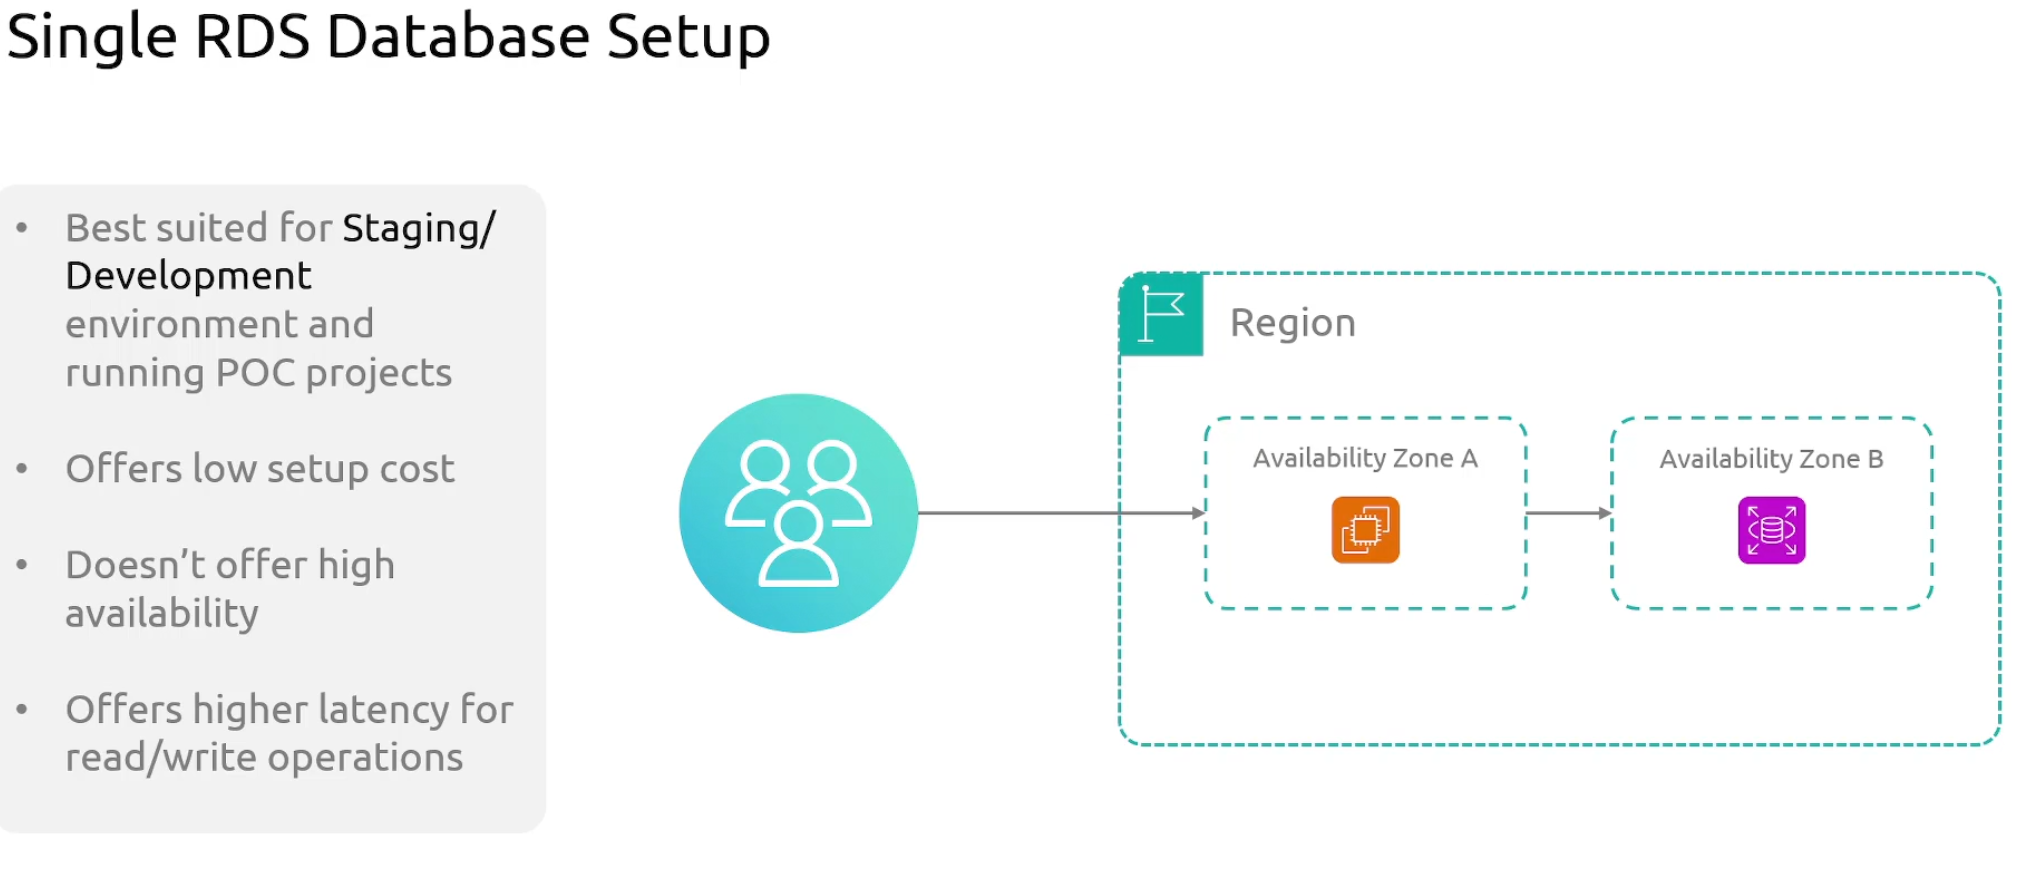 Single RDS Database Setup
• Best suited for Staging/
Development
environment and
running POC projects
• Offers low setup cost
• Doesn’t offer high
availability
• Offers higher latency for
read/write operations
Region
Availability Zone A
Availability Zone B